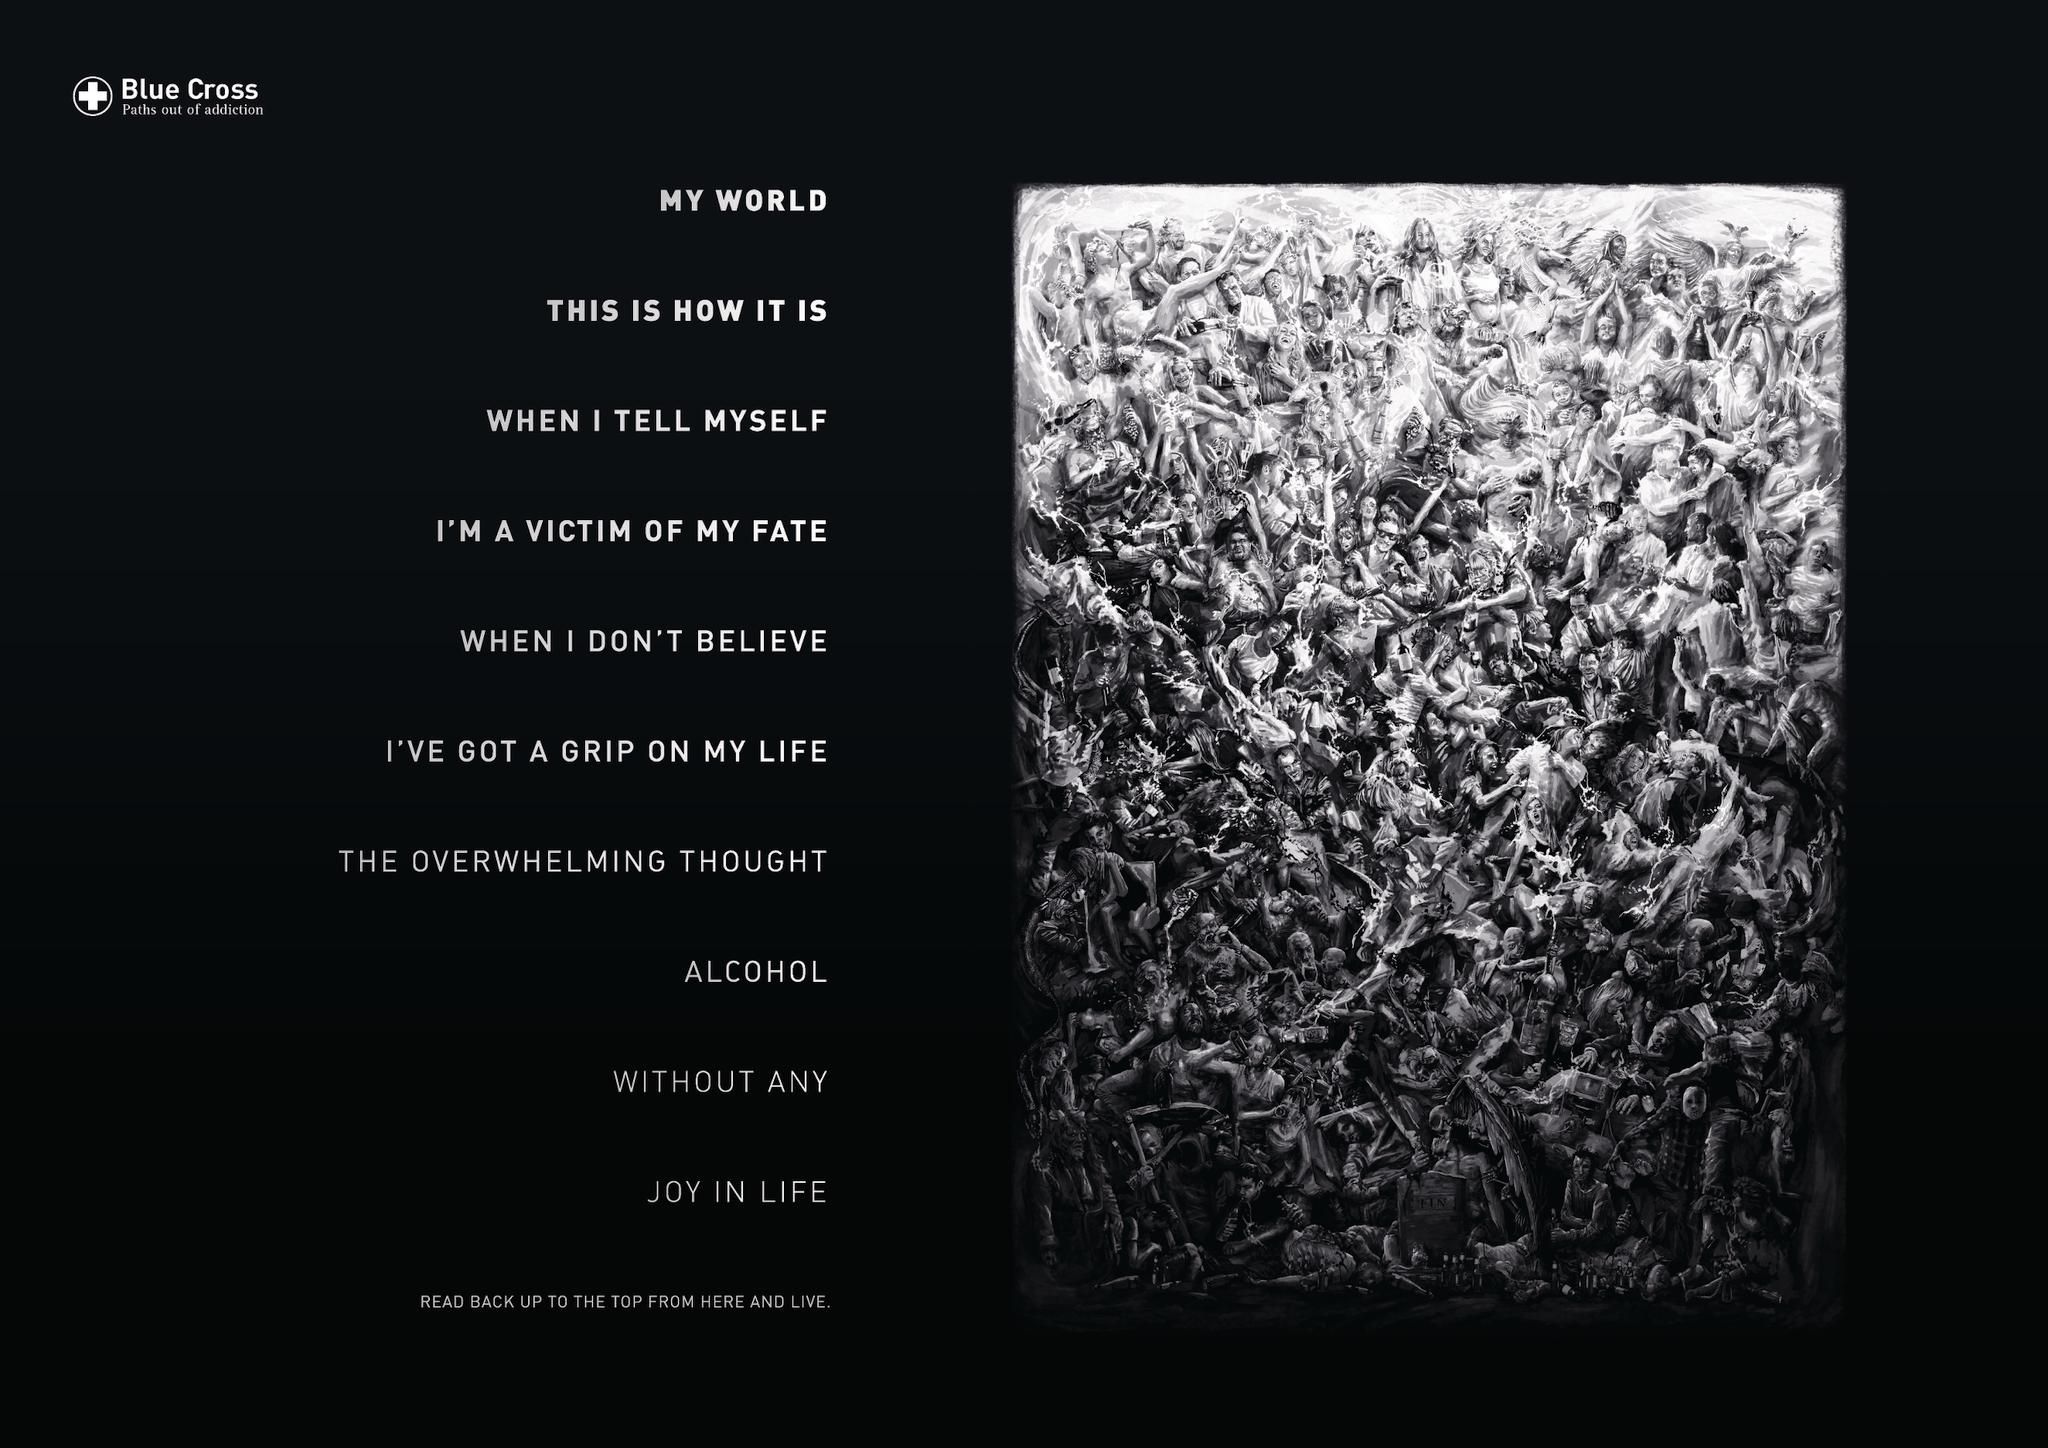 Blue Cross
Paths out of addiction
MY WORLD
THIS IS HOW IT IS
WHEN I TELL MYSELF
I'M A VICTIM OF MY FATE
WHEN I DON'T BELIEVE
I'VE GOT A GRIP ON MY LIFE
THE OVERWHELMING THOUGHT
ALCOHOL
WITHOUT ANY
JOY IN LIFE
READ BACK UP TO THE TOP FROM HERE AND LIVE.
FIN